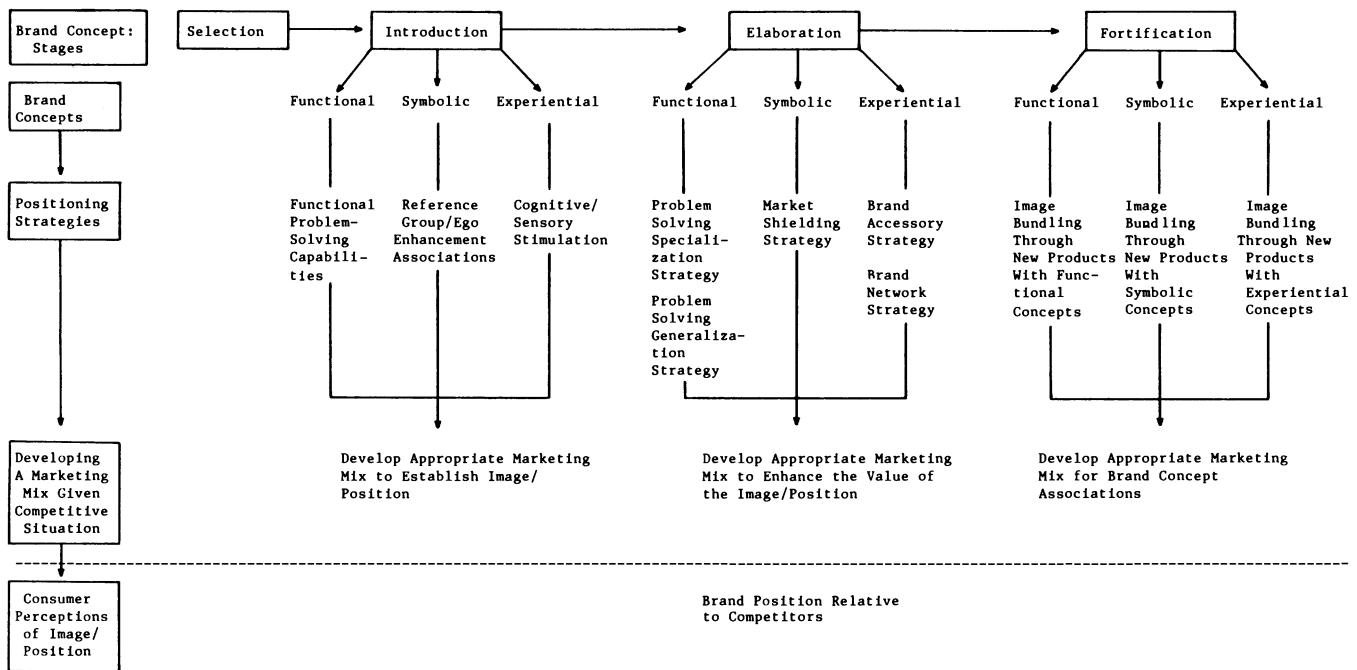 Brand Concept:
Stages
Selection
Introduction
Elaboration
Fortification
Brand
Concepts
Functional
Symbolic
Experiential
Functional
Symbolic
Experiential
Functional
Symbolic
Experiential
Positioning
Strategies
Functional
Problem-
Solving
Capabili-
ties
Reference
Group/Ego
Enhancement
Associations
Cognitive/
Sensory
Stimulation
Problem
Solving
Speciali-
zation
Strategy
Problem
Solving
Generaliza-
tion
Strategy
Market
Shielding
Strategy
Brand
Accessory
Strategy
Brand
Network
Strategy
Image
Bundling
Through
New Products
With Func-
tional
Concepts
Image
Bundling
Through
New Products
With
Symbolic
Concepts
Image
Bundling
Through New
Products
With
Experiential
Concepts
Developing
A Marketing
Mix Given
Competitive
Situation
Develop Appropriate Marketing
Mix to Establish Image/
Position
Develop Appropriate Marketing
Mix to Enhance the Value of
the Image/Position
Develop Appropriate Marketing
Mix for Brand Concept
Associations
Consumer
Perceptions
of Image/
Position
Brand Position Relative
to Competitors